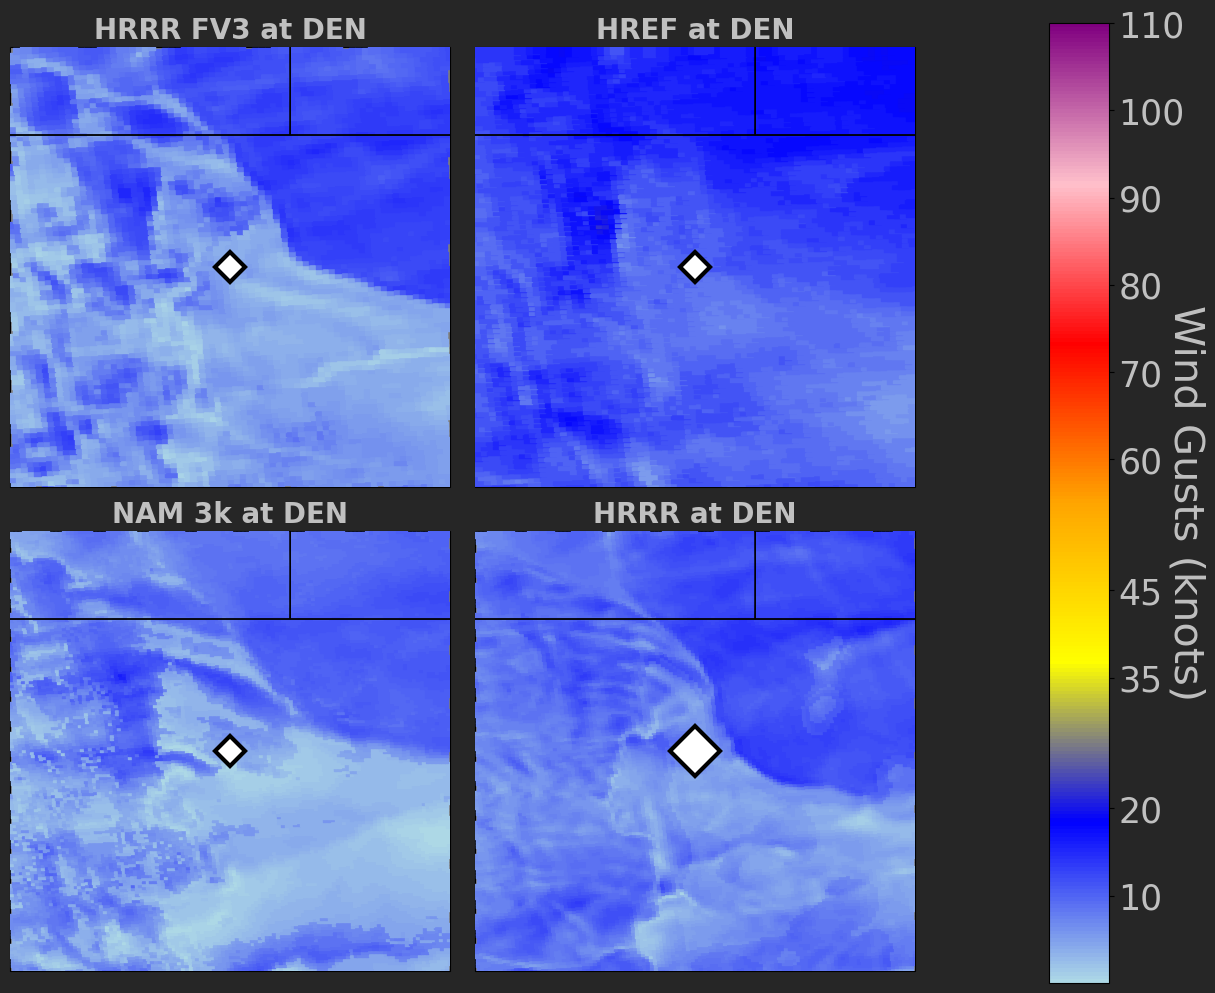 HRRR FV3 at DEN
HREF at DEN
NAM 3k at DEN
HRRR at DEN
110
100
90
80
70
60
45
35
20
10
Wind Gusts (knots)